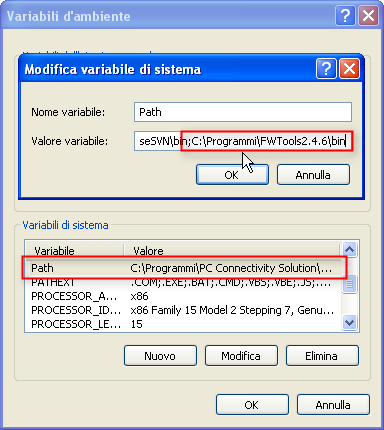 Variabili d'ambiente
Modifica variabile di sistema
Nome variabile: Path
Valore variabile: seSVN\bin;C:\Programmi\FWTools2.4.6\bin
OK Annulla
Variabili di sistema
Variabile Valore
Path C:\Programmi\PC Connectivity Solution\...
PATHEXT .COM;.EXE;.BAT;.CMD;.VBS;.VBE;.JS;....
PROCESSOR_A... x86
PROCESSOR_ID... x86 Family 15 Model 2 Stepping 7, Genu...
PROCESSOR_LE... 15
Nuovo Modifica Elimina
OK Annulla